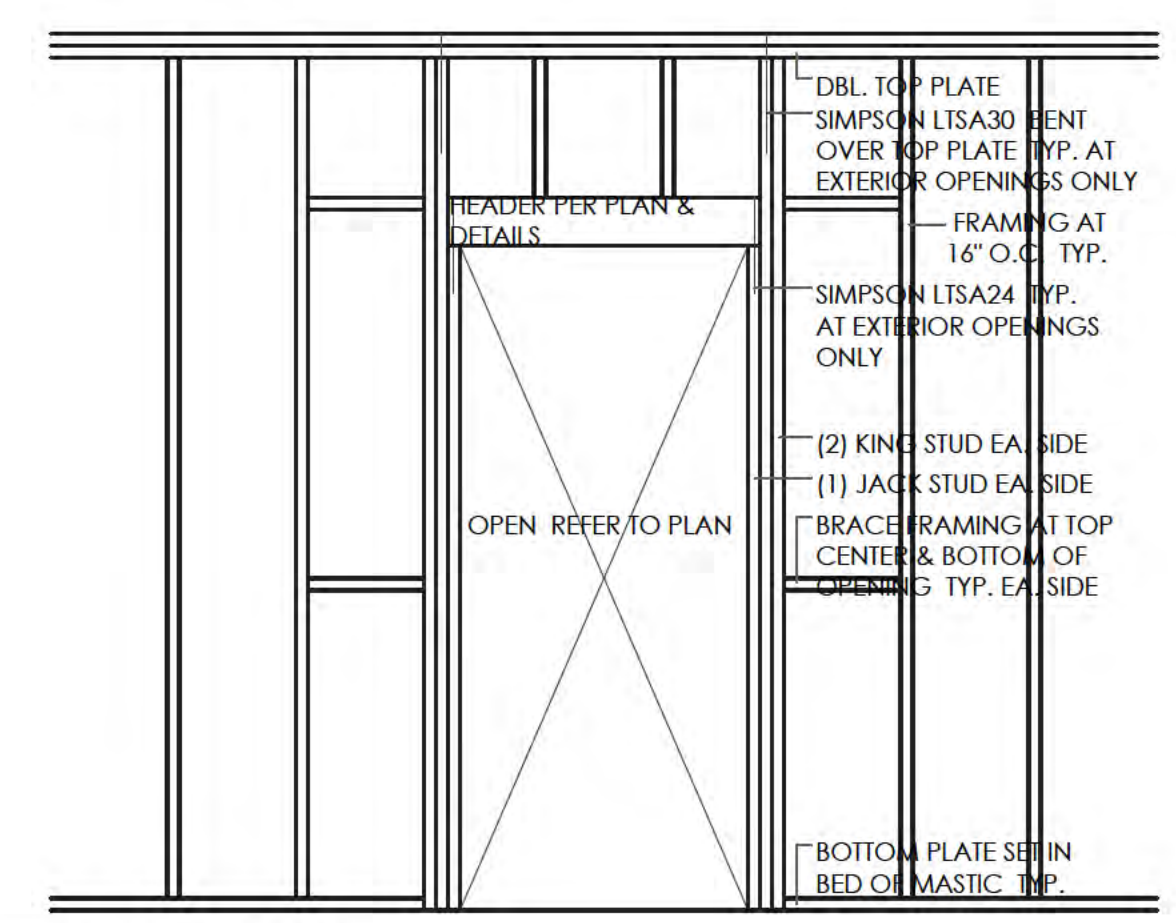 DBL. TOP PLATE
SIMPSON LTSA30 BENT
OVER TOP PLATE TYP. AT
EXTERIOR OPENINGS ONLY
HEADER PER PLAN &
DETAILS
FRAMING AT
16" O.C. TYP.
SIMPSON LTSA24 TYP.
AT EXTERIOR OPENINGS
ONLY
(2) KING STUD EA. SIDE
(1) JACK STUD EA. SIDE
OPEN REFER TO PLAN
BRACE FRAMING AT TOP
CENTER & BOTTOM OF
OPENING TYP. EA. SIDE
BOTTOM PLATE SET IN
BED OF MASTIC TYP.